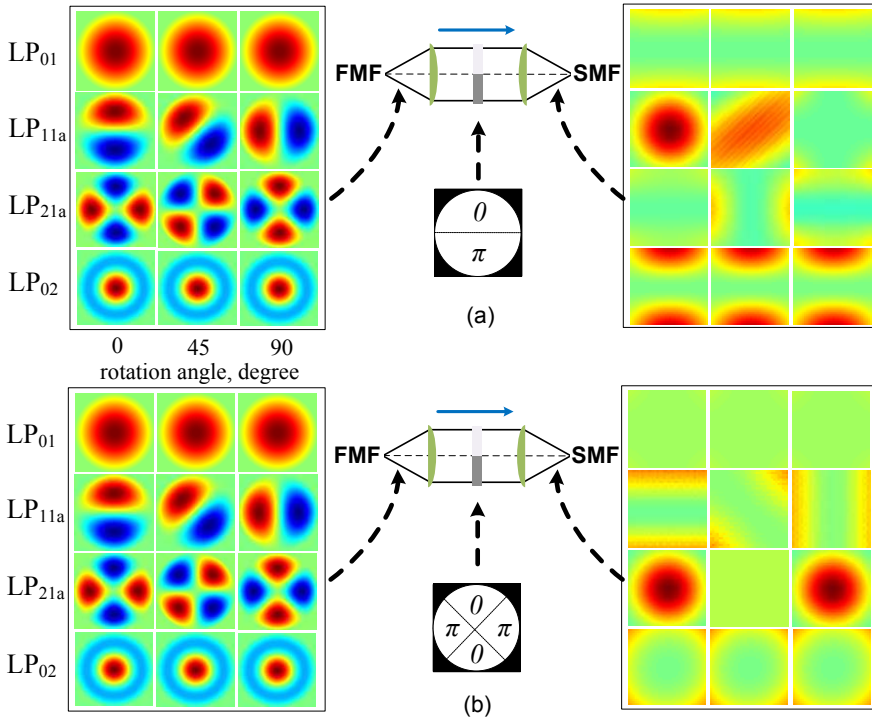 LP01
LP11a
LP21a
LP02
FMF
SMF
0
π
(a)
0 45 90
rotation angle, degree
LP01
LP11a
LP21a
LP02
FMF
SMF
0
π π
0
(b)